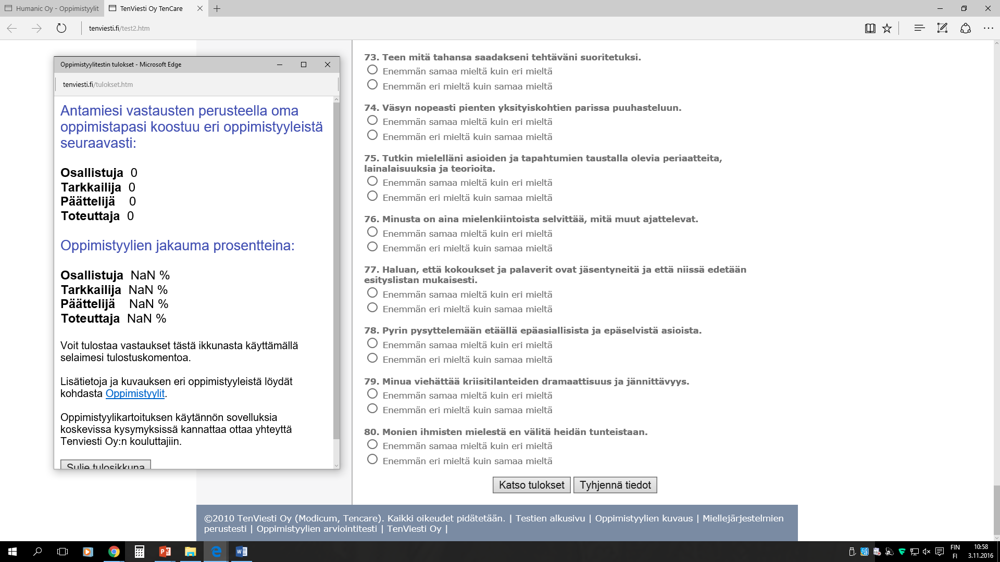 Humanic Oy - Oppimistyylit
TenViesti Oy TenCare
tenviesti.fi/test2.htm
Oppimistyylitestin tulokset - Microsoft Edge
tenviesti.fi/tulokset.htm
Antamiesi vastausten perusteella oma
oppimistapasi koostuu eri oppimistyyleistä
seuraavasti:
Osallistuja 0
Tarkkailija 0
Päättelijä 0
Toteuttaja 0
Oppimistyylien jakauma prosentteina:
Osallistuja NaN %
Tarkkailija NaN %
Päättelijä NaN %
Toteuttaja NaN %
Voit tulostaa vastaukset tästä ikkunasta käyttämällä
selaimesi tulostuskomentoa.
Lisätietoja ja kuvauksen eri oppimistyyleistä löydät
kohdasta Oppimistyylit.
Oppimistyylikartoituksen käytännön sovelluksia
koskevissa kysymyksissä kannattaa ottaa yhteyttä
Tenviesti Oy:n kouluttajiin.
Sulje tulosikkuna
73. Teen mitä tahansa saadakseni tehtäväni suoritetuksi.
Enemmän samaa mieltä kuin eri mieltä
Enemmän eri mieltä kuin samaa mieltä
74. Väsyn nopeasti pienten yksityiskohtien parissa puuhasteluun.
Enemmän samaa mieltä kuin eri mieltä
Enemmän eri mieltä kuin samaa mieltä
75. Tutkin mielelläni asioiden ja tapahtumien taustalla olevia periaatteita,
lainalaisuuksia ja teorioita.
Enemmän samaa mieltä kuin eri mieltä
Enemmän eri mieltä kuin samaa mieltä
76. Minusta on aina mielenkiintoista selvittää, mitä muut ajattelevat.
Enemmän samaa mieltä kuin eri mieltä
Enemmän eri mieltä kuin samaa mieltä
77. Haluan, että kokoukset ja palaverit ovat jäsentyneitä ja että niissä edetään
esityslistan mukaisesti.
Enemmän samaa mieltä kuin eri mieltä
Enemmän eri mieltä kuin samaa mieltä
78. Pyrin pysyttelemään etäällä epäasiallisista ja epäselvistä asioista.
Enemmän samaa mieltä kuin eri mieltä
Enemmän eri mieltä kuin samaa mieltä
79. Minua viehättää kriisitilanteiden dramaattisuus ja jännittävyys.
Enemmän samaa mieltä kuin eri mieltä
Enemmän eri mieltä kuin samaa mieltä
80. Monien ihmisten mielestä en välitä heidän tunteistaan.
Enemmän samaa mieltä kuin eri mieltä
Enemmän eri mieltä kuin samaa mieltä
Katso tulokset Tyhjennä tiedot
©2010 TenViesti Oy (Modicum, Tencare). Kaikki oikeudet pidätetään. | Testien alkusivu | Oppimistyylien kuvaus | Miellejärjestelmien
perustesti | Oppimistyylien arviointitesti | TenViesti Oy |
FIN 10:58
FI 3.11.2016